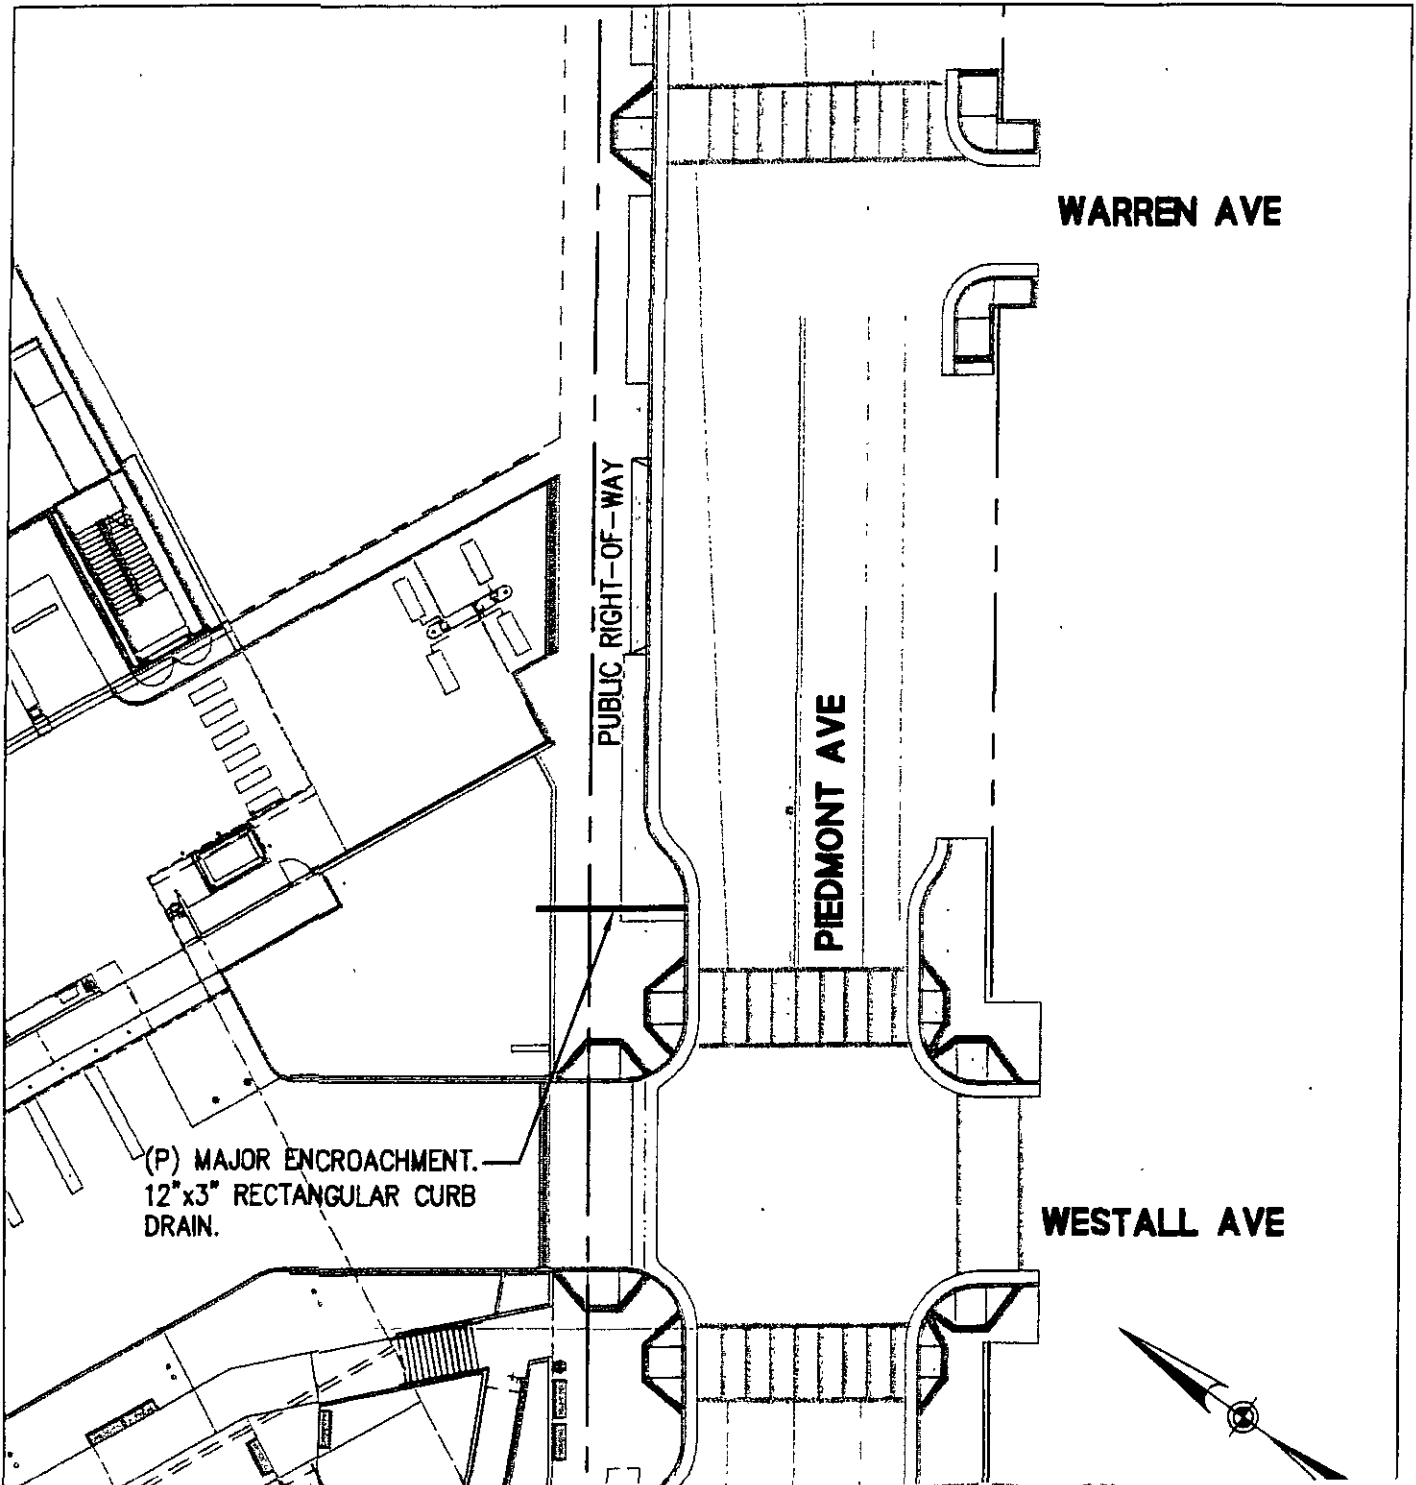 WARREN AVE
PUBLIC RIGHT-OF-WAY
PIEDMONT AVE
(P) MAJOR ENCROACHMENT.
12"x3" RECTANGULAR CURB
DRAIN.
WESTALL AVE